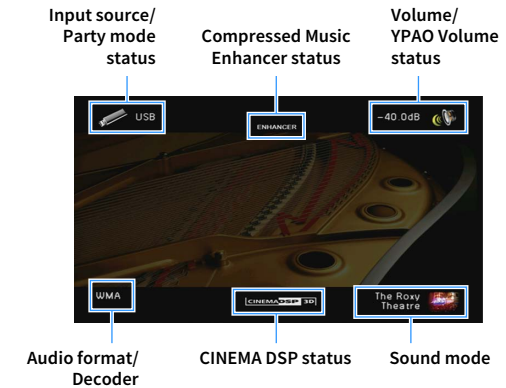 Input source/
Party mode
status
Compressed Music
Enhancer status
Volume/
YPAO Volume
status
USB
ENHANCER
-40.0dB
WMA
CINEMA DSP 3D
The Roxy
Theatre
Audio format/
Decoder
CINEMA DSP status
Sound mode